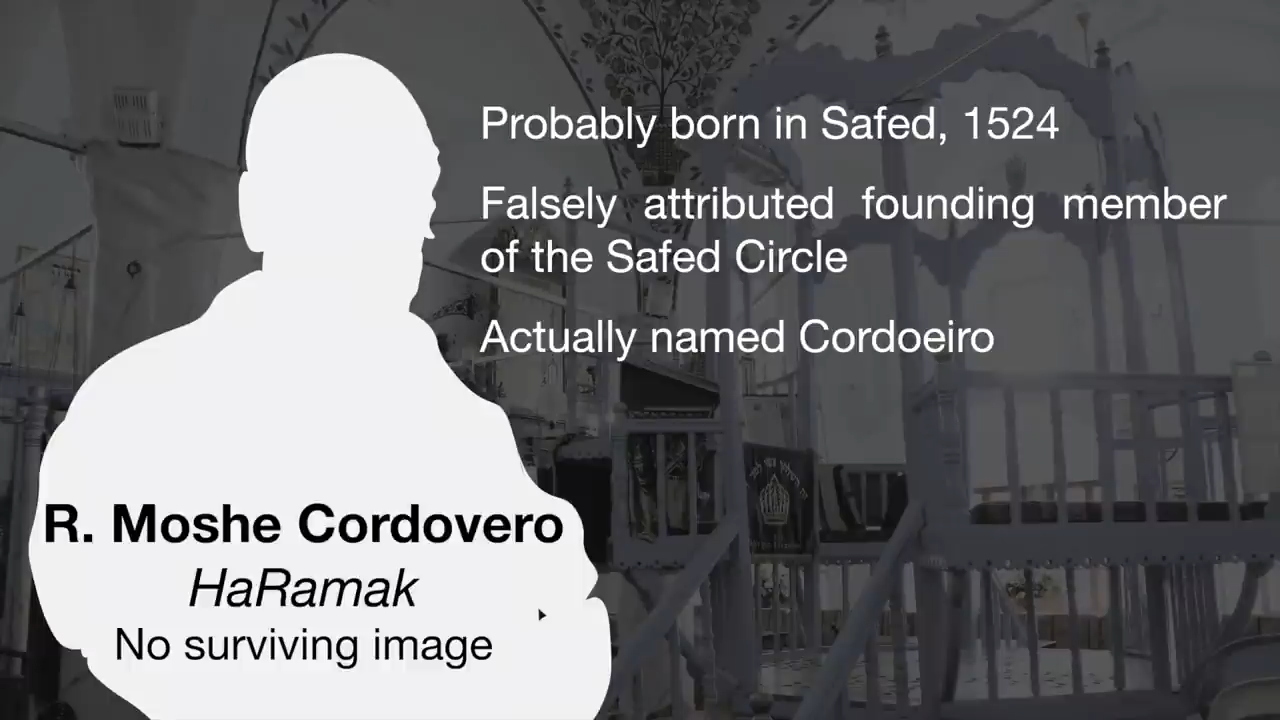 Probably born in Safed, 1524
Falsely attributed founding member
of the Safed Circle
Actually named Cordoeiro
R. Moshe Cordovero
HaRamak
No surviving image